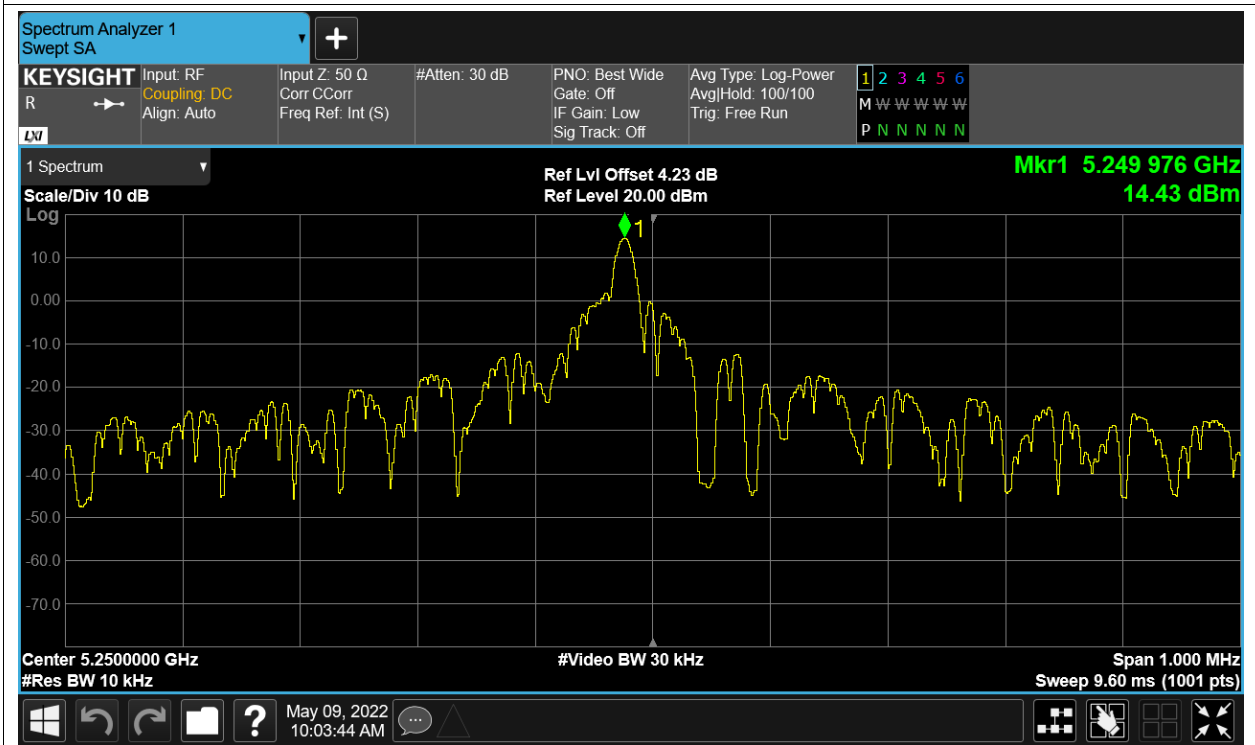 Spectrum Analyzer 1
Swept SA
+
KEYSIGHT Input: RF Input Z: 50 Ω #Atten: 30 dB PNO: Best Wide Avg Type: Log-Power 1 2 3 4 5 6
R Coupling: DC Corr CCorr Gate: Off Avg|Hold: 100/100 M W W W W W W
Align: Auto Freq Ref: Int (S) IF Gain: Low Trig: Free Run
LXI Sig Track: Off P N N N N N N
1 Spectrum Ref Lvl Offset 4.23 dB Mkr1 5.249 976 GHz
Scale/Div 10 dB Ref Level 20.00 dBm 14.43 dBm
Log
1
10.0
0.00
-10.0
-20.0
-30.0
-40.0
-50.0
-60.0
-70.0
Center 5.2500000 GHz #Video BW 30 kHz Span 1.000 MHz
#Res BW 10 kHz Sweep 9.60 ms (1001 pts)
? May 09, 2022
10:03:44 AM